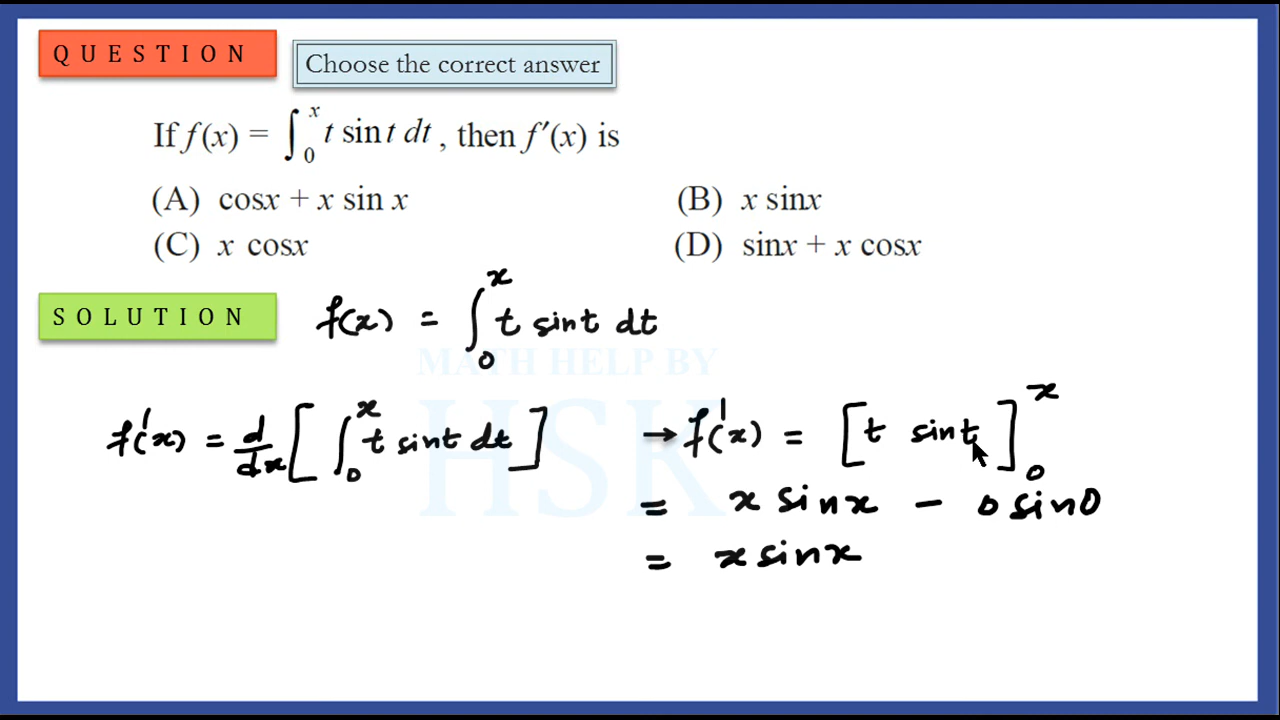 QUESTION
Choose the correct answer
If f(x) = ∫₀ˣ t sin t dt , then f′(x) is
(A) cosx + x sin x (B) x sinx
(C) x cosx (D) sinx + x cosx
SOLUTION
f(x) = ∫₀ˣ t sint dt
MATH HELP BY
HSK
f′(x) = d/dx [ ∫₀ˣ t sint dt ] → f′(x) = [ t sint ]₀ˣ
= x sinx − 0 sin0
= x sinx